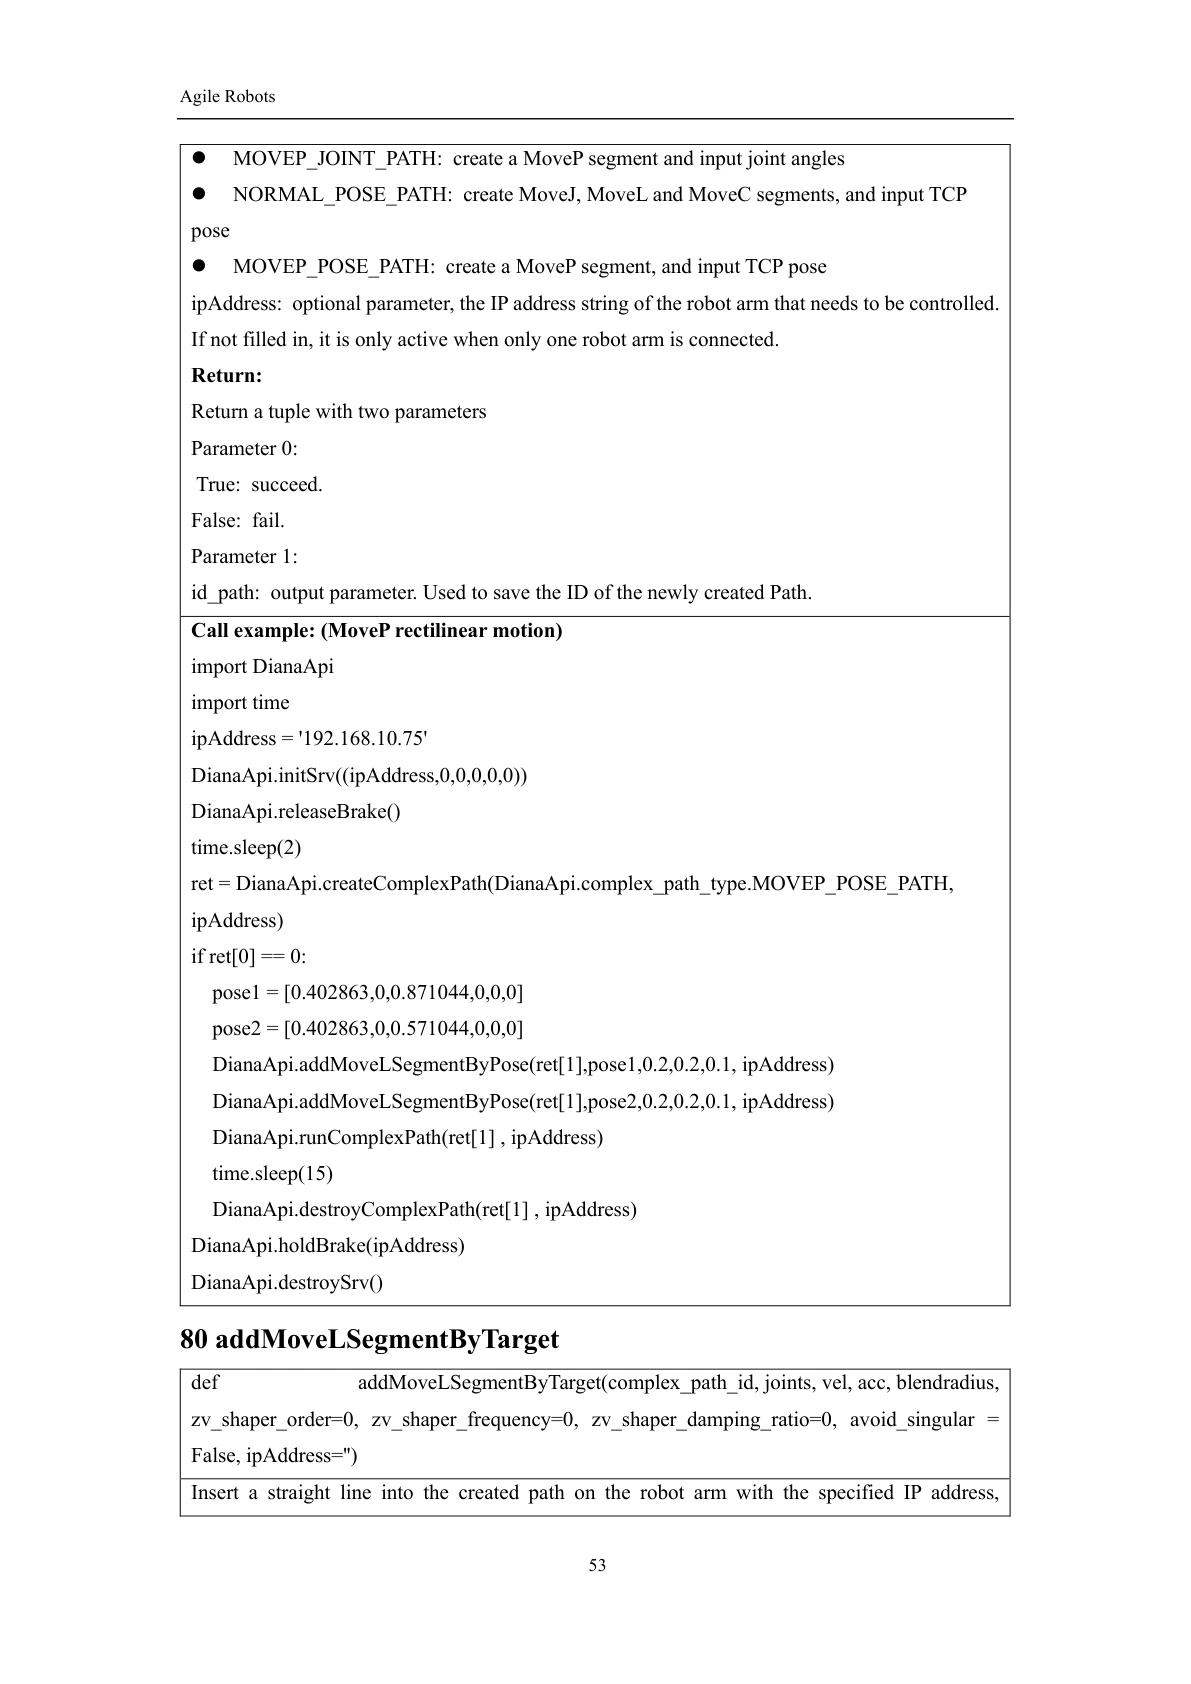 Agile Robots
● MOVEP_JOINT_PATH: create a MoveP segment and input joint angles
● NORMAL_POSE_PATH: create MoveJ, MoveL and MoveC segments, and input TCP
pose
● MOVEP_POSE_PATH: create a MoveP segment, and input TCP pose
ipAddress: optional parameter, the IP address string of the robot arm that needs to be controlled.
If not filled in, it is only active when only one robot arm is connected.
Return:
Return a tuple with two parameters
Parameter 0:
True: succeed.
False: fail.
Parameter 1:
id_path: output parameter. Used to save the ID of the newly created Path.
Call example: (MoveP rectilinear motion)
import DianaApi
import time
ipAddress = '192.168.10.75'
DianaApi.initSrv((ipAddress,0,0,0,0,0))
DianaApi.releaseBrake()
time.sleep(2)
ret = DianaApi.createComplexPath(DianaApi.complex_path_type.MOVEP_POSE_PATH,
ipAddress)
if ret[0] == 0:
pose1 = [0.402863,0,0.871044,0,0,0]
pose2 = [0.402863,0,0.571044,0,0,0]
DianaApi.addMoveLSegmentByPose(ret[1],pose1,0.2,0.2,0.1, ipAddress)
DianaApi.addMoveLSegmentByPose(ret[1],pose2,0.2,0.2,0.1, ipAddress)
DianaApi.runComplexPath(ret[1] , ipAddress)
time.sleep(15)
DianaApi.destroyComplexPath(ret[1] , ipAddress)
DianaApi.holdBrake(ipAddress)
DianaApi.destroySrv()
80 addMoveLSegmentByTarget
def addMoveLSegmentByTarget(complex_path_id, joints, vel, acc, blendradius,
zv_shaper_order=0, zv_shaper_frequency=0, zv_shaper_damping_ratio=0, avoid_singular =
False, ipAddress='')
Insert a straight line into the created path on the robot arm with the specified IP address,
53